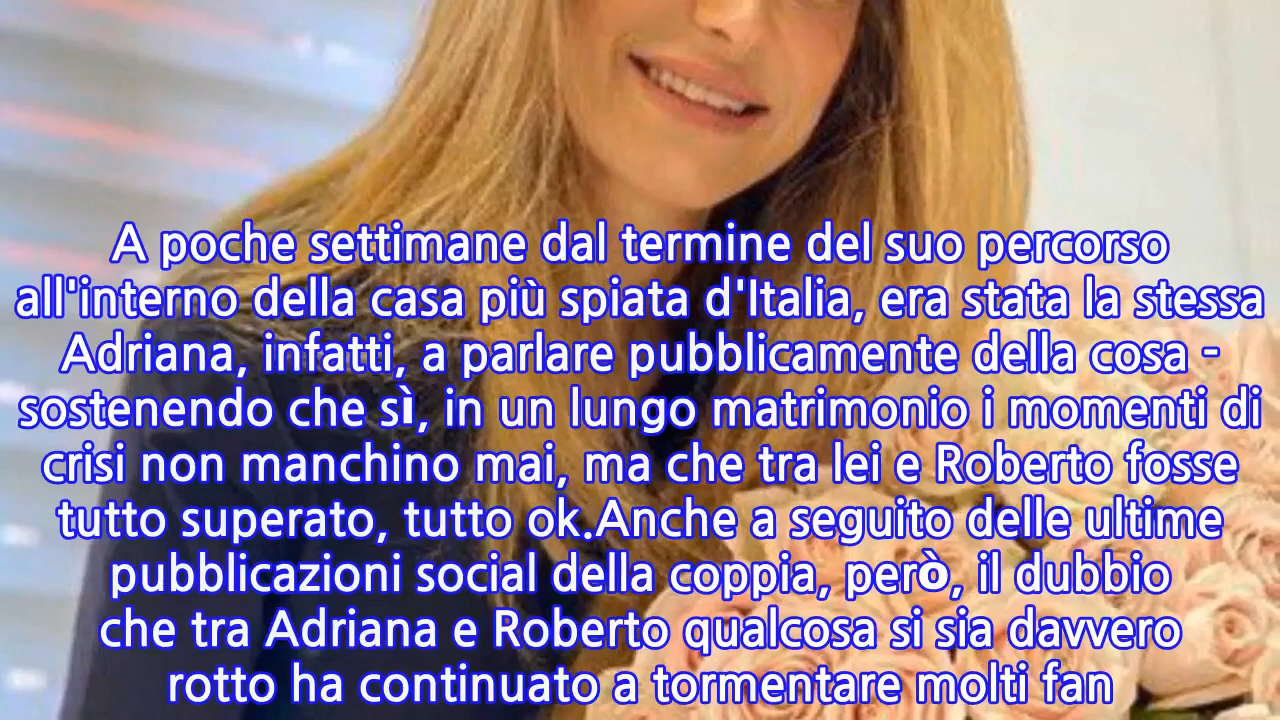 A poche settimane dal termine del suo percorso
all'interno della casa più spiata d'Italia, era stata la stessa
Adriana, infatti, a parlare pubblicamente della cosa -
sostenendo che sì, in un lungo matrimonio i momenti di
crisi non manchino mai, ma che tra lei e Roberto fosse
tutto superato, tutto ok.Anche a seguito delle ultime
pubblicazioni social della coppia, però, il dubbio
che tra Adriana e Roberto qualcosa si sia davvero
rotto ha continuato a tormentare molti fan